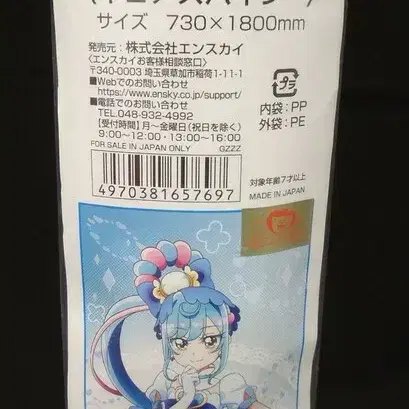 サイズ 730×1800mm
発売元：株式会社エンスカイ
〈エンスカイお客様相談窓口〉
〒340-0003 埼玉県草加市稲荷1-11-1
■Webでのお問い合わせ
https://www.ensky.co.jp/support/
■電話でのお問い合わせ
TEL.048-932-4992
【受付時間】月～金曜日(祝日を除く)
9:00～12:00・13:00～16:00
FOR SALE IN JAPAN ONLY GZZZ
4970381657697
プラ
内袋：PP
外袋：PE
対象年齢7才以上
MADE IN JAPAN